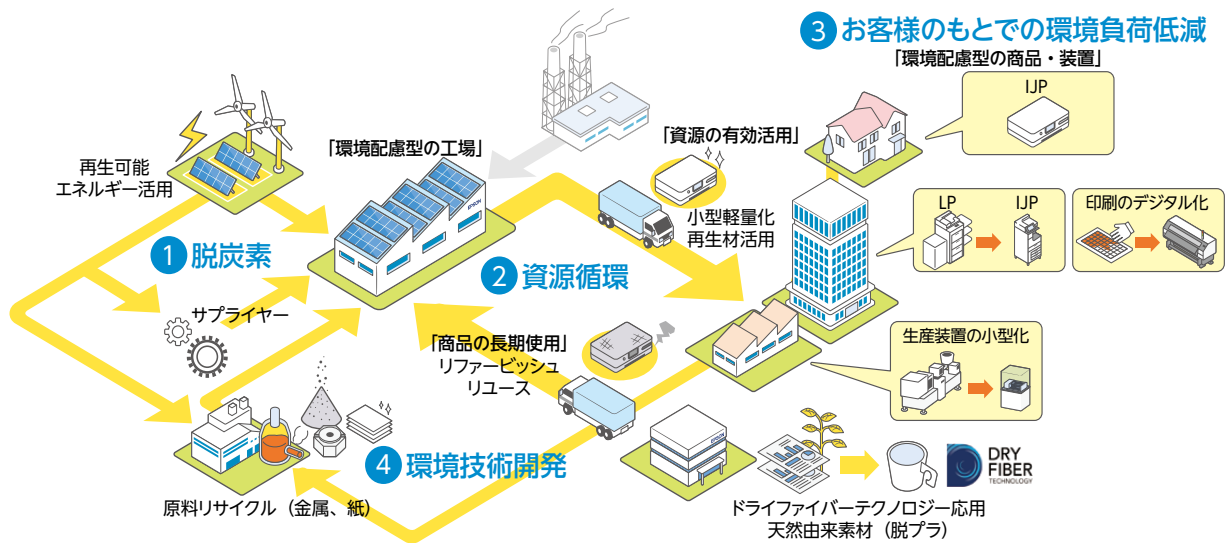 3 お客様のもとでの環境負荷低減
「環境配慮型の商品・装置」
IJP
「資源の有効活用」
「環境配慮型の工場」
再生可能
エネルギー活用
EPSON
小型軽量化
再生材活用
LP
IJP
印刷のデジタル化
1 脱炭素
2 資源循環
サプライヤー
「商品の長期使用」
リファービッシュ
リユース
生産装置の小型化
EPSON
4 環境技術開発
DRY
FIBER
TECHNOLOGY
原料リサイクル（金属、紙）
ドライファイバーテクノロジー応用
天然由来素材（脱プラ）